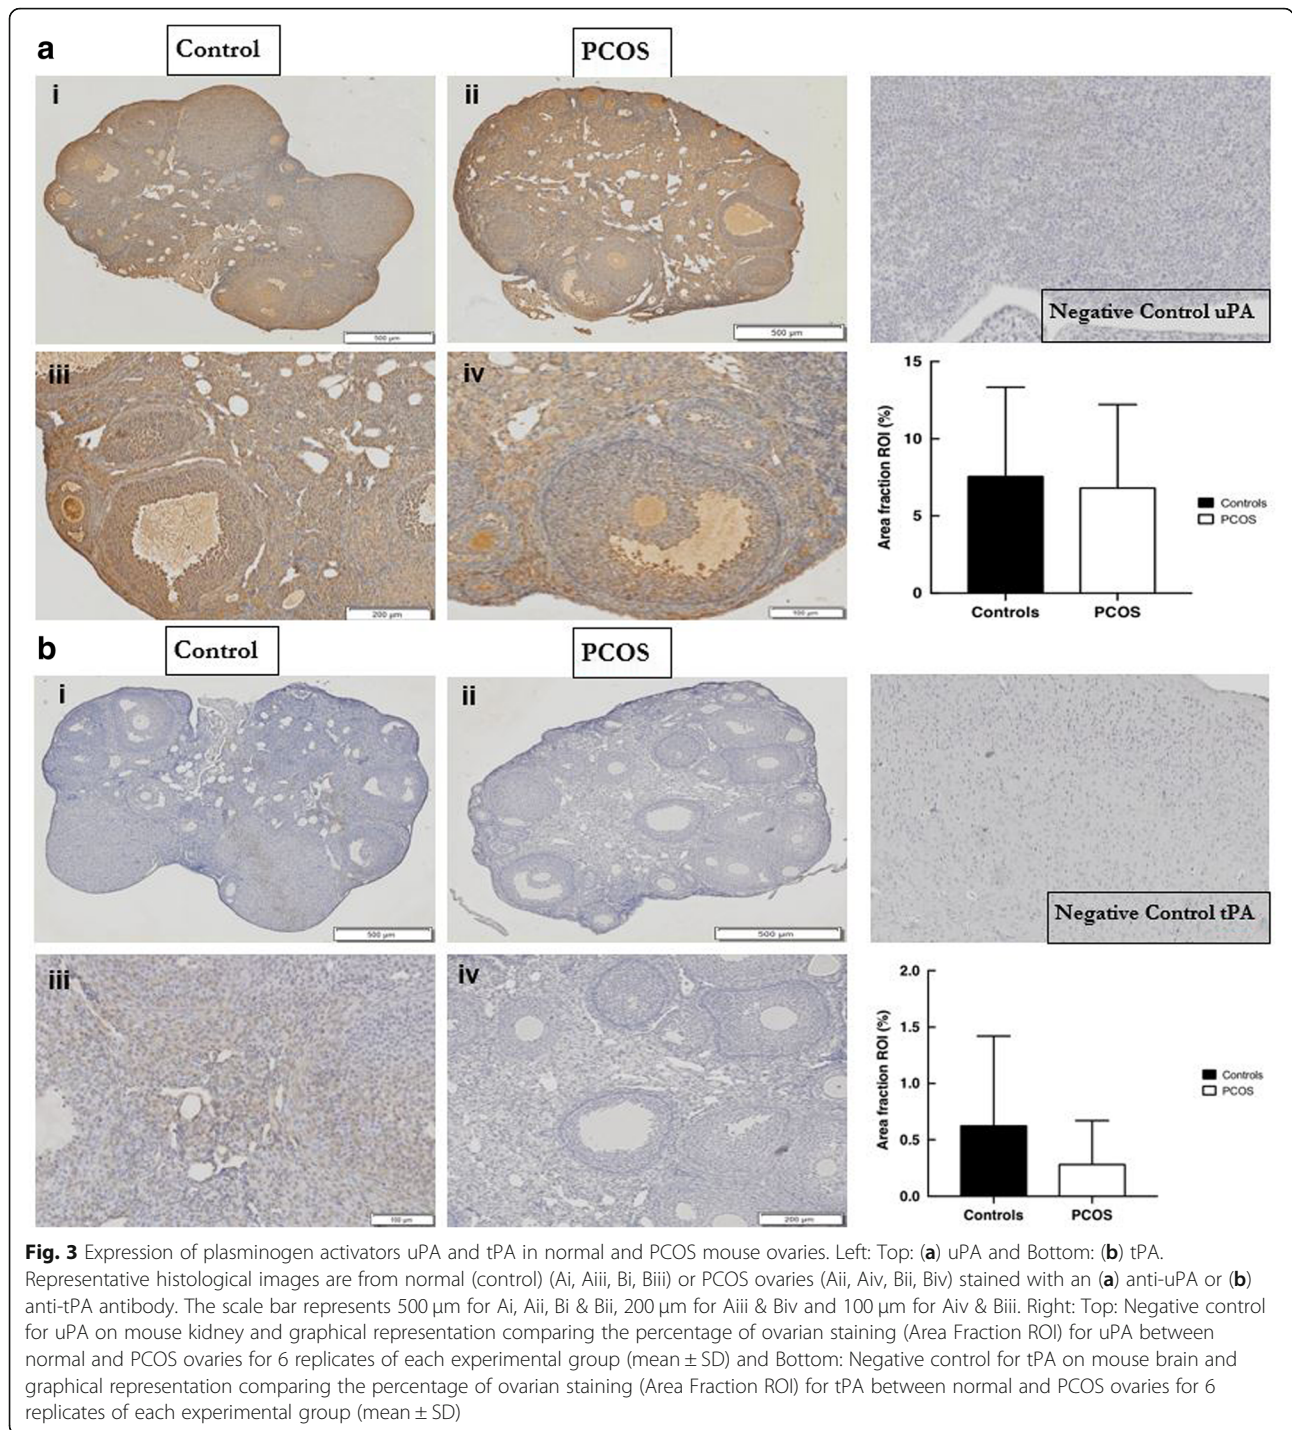 a
Control
PCOS
i
ii
500 µm
500 µm
Negative Control uPA
iii
iv
200 µm
100 µm
15
10
5
0
Area fraction ROI (%)
Controls
PCOS
Controls
PCOS
b
Control
PCOS
i
ii
500 µm
500 µm
Negative Control tPA
iii
iv
100 µm
200 µm
2.0
1.5
1.0
0.5
0.0
Area fraction ROI (%)
Controls
PCOS
Controls
PCOS
Fig. 3 Expression of plasminogen activators uPA and tPA in normal and PCOS mouse ovaries. Left: Top: (a) uPA and Bottom: (b) tPA.
Representative histological images are from normal (control) (Ai, Aiii, Bi, Biii) or PCOS ovaries (Aii, Aiv, Bii, Biv) stained with an (a) anti-uPA or (b)
anti-tPA antibody. The scale bar represents 500 µm for Ai, Aii, Bi & Bii, 200 µm for Aiii & Biv and 100 µm for Aiv & Biii. Right: Top: Negative control
for uPA on mouse kidney and graphical representation comparing the percentage of ovarian staining (Area Fraction ROI) for uPA between
normal and PCOS ovaries for 6 replicates of each experimental group (mean ± SD) and Bottom: Negative control for tPA on mouse brain and
graphical representation comparing the percentage of ovarian staining (Area Fraction ROI) for tPA between normal and PCOS ovaries for 6
replicates of each experimental group (mean ± SD)